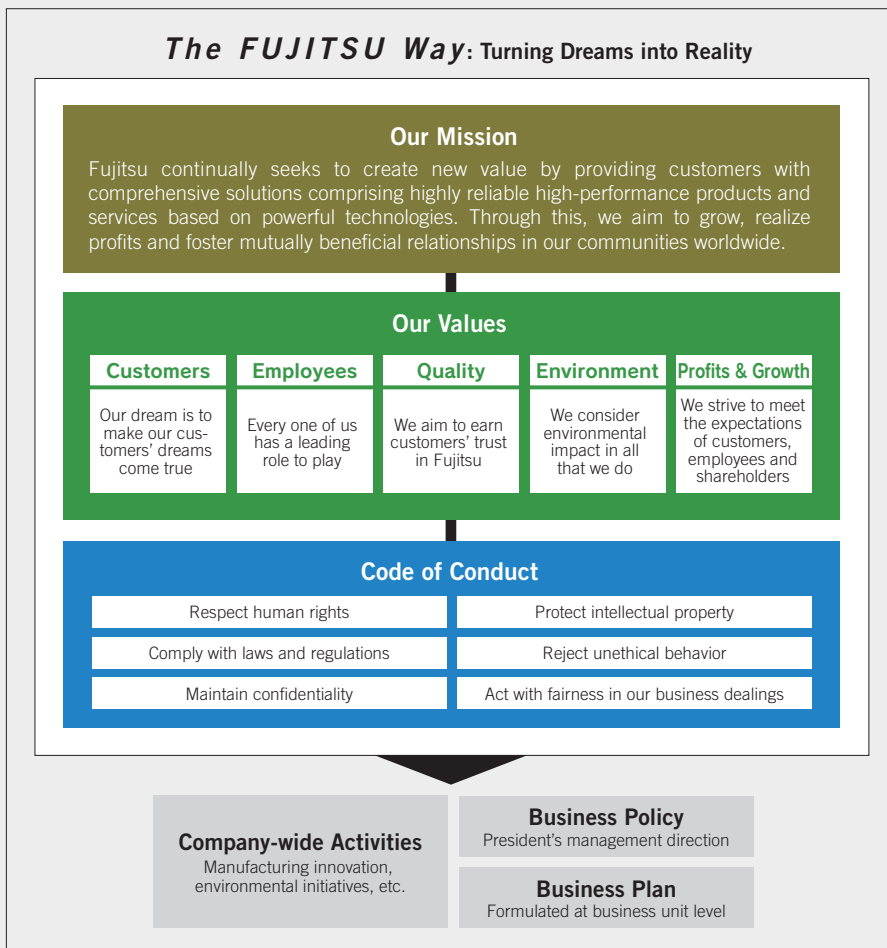 The FUJITSU Way: Turning Dreams into Reality
Our Mission
Fujitsu continually seeks to create new value by providing customers with
comprehensive solutions comprising highly reliable high-performance products and
services based on powerful technologies. Through this, we aim to grow, realize
profits and foster mutually beneficial relationships in our communities worldwide.
Our Values
Customers
Our dream is to
make our cus-
tomers’ dreams
come true
Employees
Every one of us
has a leading
role to play
Quality
We aim to earn
customers’ trust
in Fujitsu
Environment
We consider
environmental
impact in all
that we do
Profits & Growth
We strive to meet
the expectations
of customers,
employees and
shareholders
Code of Conduct
Respect human rights
Protect intellectual property
Comply with laws and regulations
Reject unethical behavior
Maintain confidentiality
Act with fairness in our business dealings
Company-wide Activities
Manufacturing innovation,
environmental initiatives, etc.
Business Policy
President’s management direction
Business Plan
Formulated at business unit level